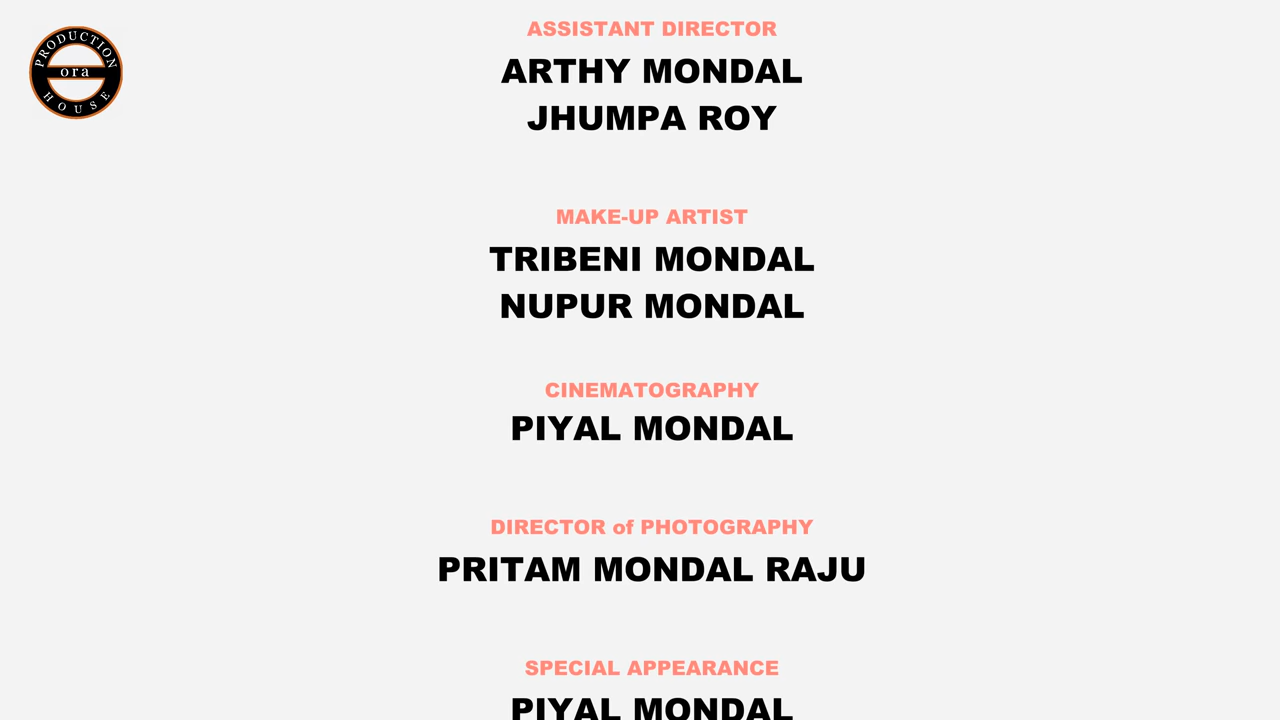 PRODUCTION
ora
HOUSE
ASSISTANT DIRECTOR
ARTHY MONDAL
JHUMPA ROY
MAKE-UP ARTIST
TRIBENI MONDAL
NUPUR MONDAL
CINEMATOGRAPHY
PIYAL MONDAL
DIRECTOR of PHOTOGRAPHY
PRITAM MONDAL RAJU
SPECIAL APPEARANCE
PIYAL MONDAL